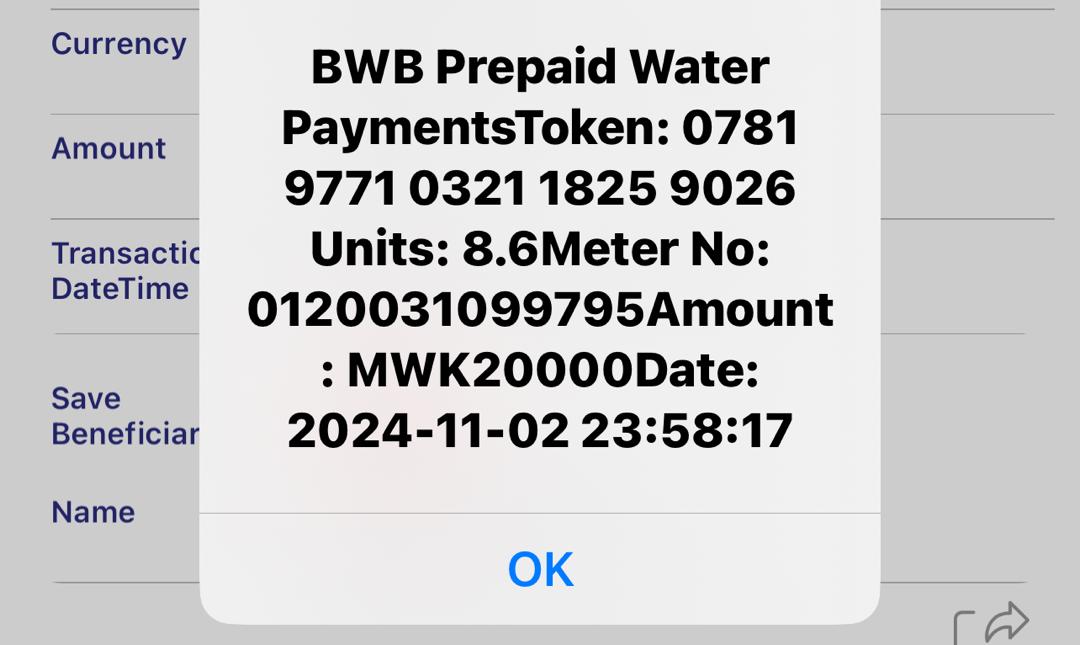 Currency
Amount
Transactio
DateTime
Save
Beneficiar
Name
BWB Prepaid Water
PaymentsToken: 0781
9771 0321 1825 9026
Units: 8.6Meter No:
0120031099795Amount
: MWK20000Date:
2024-11-02 23:58:17
OK